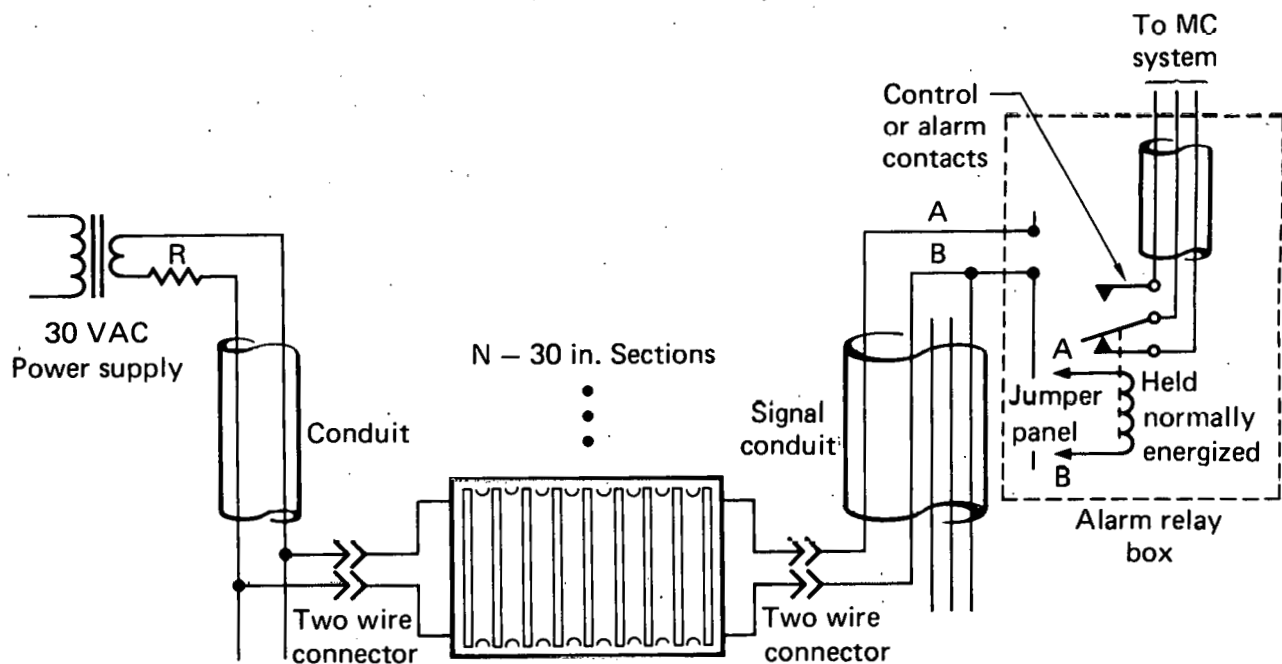 To MC
system
Control
or alarm
contacts
A
B
R
30 VAC
Power supply
N – 30 in. Sections
Conduit
Signal
conduit
A
Jumper
panel
B
Held
normally
energized
Alarm relay
box
Two wire
connector
Two wire
connector